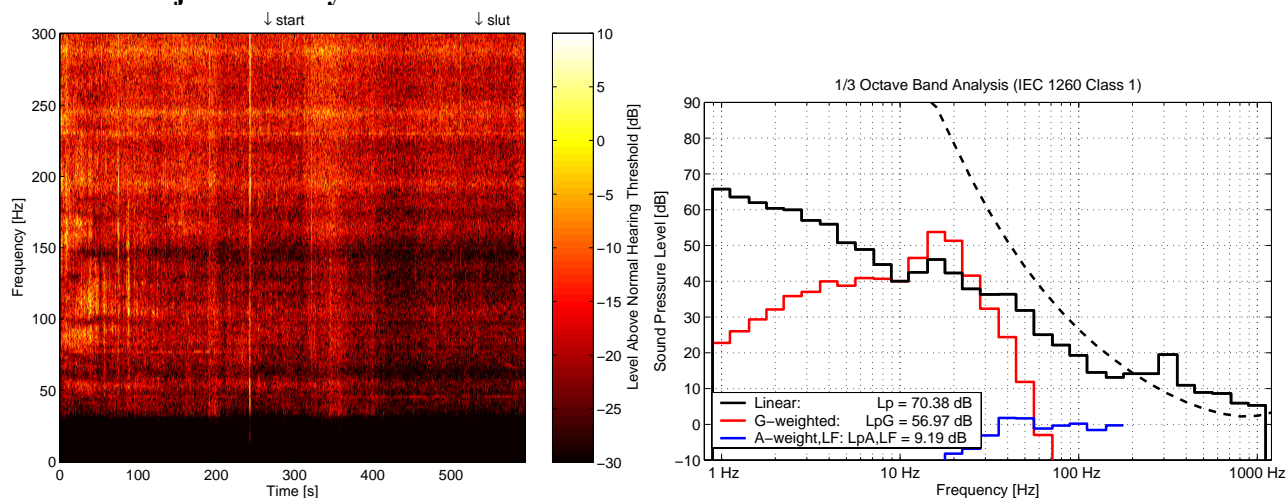 ↓ start
↓ slut
300
250
200
150
100
50
0
Frequency [Hz]
0
100
200
300
400
500
Time [s]
10
5
0
−5
−10
−15
−20
−25
−30
Level Above Normal Hearing Threshold [dB]
1/3 Octave Band Analysis (IEC 1260 Class 1)
90
80
70
60
50
40
30
20
10
0
−10
Sound Pressure Level [dB]
Linear: Lp = 70.38 dB
G−weighted: LpG = 56.97 dB
A−weight,LF: LpA,LF = 9.19 dB
1 Hz
10 Hz
100 Hz
1000 Hz
Frequency [Hz]